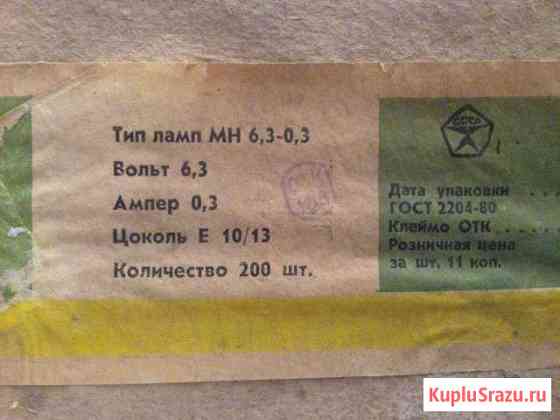 Тип ламп МН 6,3-0,3
Вольт 6,3
Ампер 0,3
Цоколь Е 10/13
Количество 200 шт.
СССР
Дата упаковки . .
ГОСТ 2204-80
Клеймо ОТК . . . .
Розничная цена
за шт. 11 коп.
KupluSrazu.ru